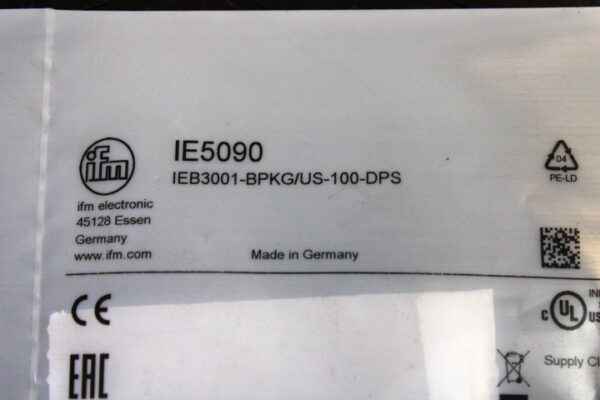 ifm
IE5090
IEB3001-BPKG/US-100-DPS
04
PE-LD
ifm electronic
45128 Essen
Germany
www.ifm.com
Made in Germany
CE
c UL US
EAC
Supply